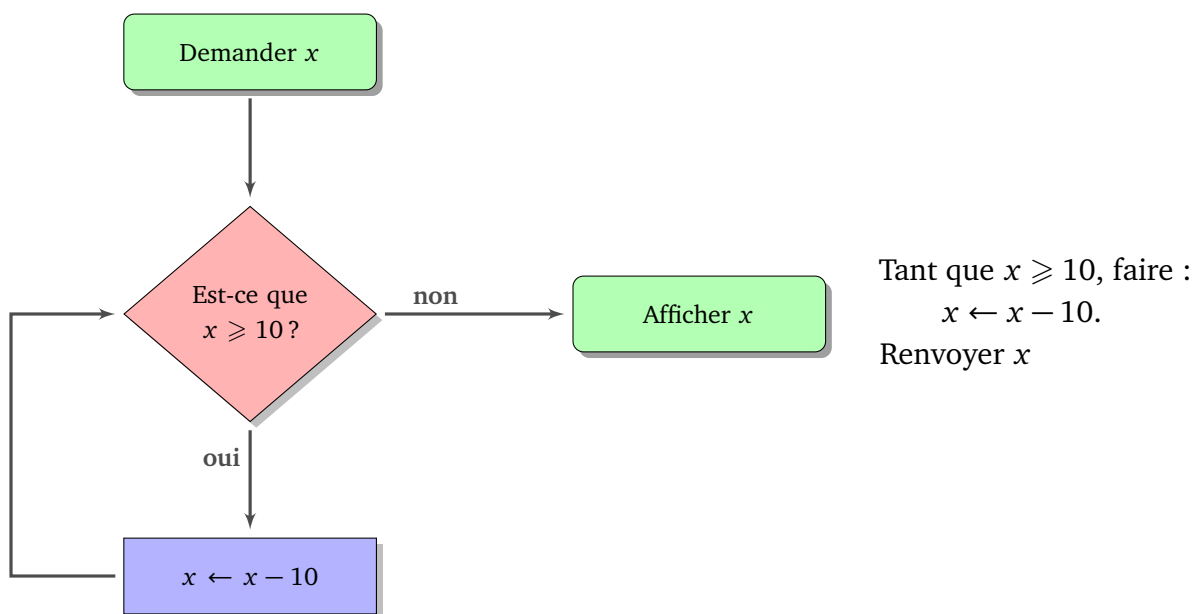 Demander x
Est-ce que
x ⩾ 10 ?
non
Afficher x
Tant que x ⩾ 10, faire :
x ← x − 10.
Renvoyer x
oui
x ← x − 10